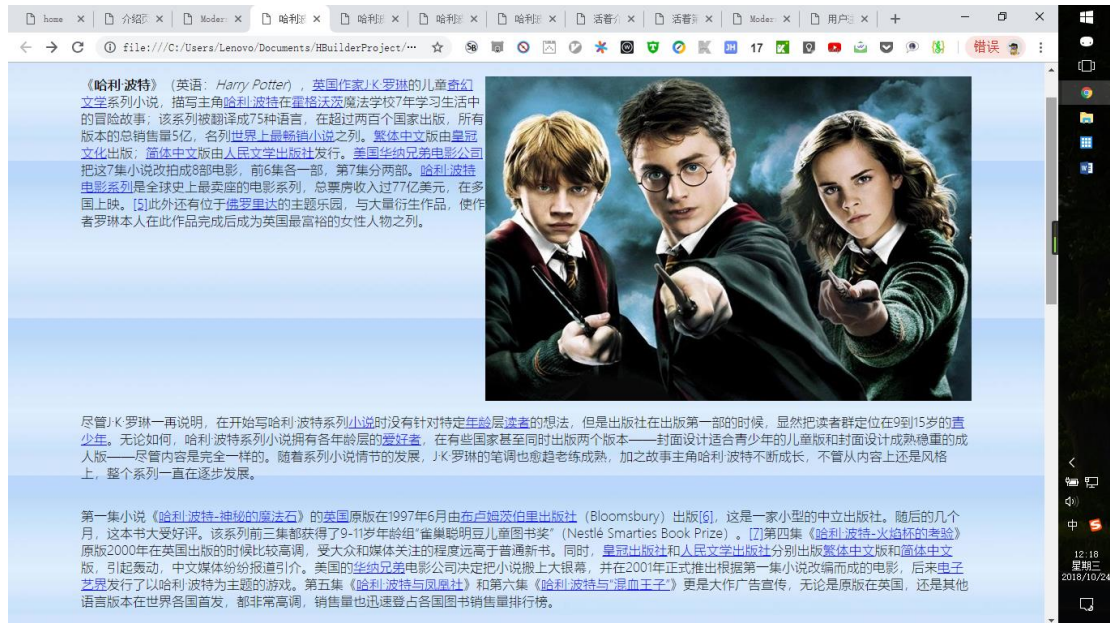 home
介绍
Moder
哈利
哈利
哈利
哈利
活着
活着
Moder
用户
file:///C:/Users/Lenovo/Documents/HBuilderProject/…
17
错误
《哈利·波特》（英语：Harry Potter），英国作家J·K·罗琳的儿童奇幻
文学系列小说，描写主角哈利·波特在霍格沃茨魔法学校7年学习生活中
的冒险故事；该系列被翻译成75种语言，在超过两百个国家出版，所有
版本的总销售量5亿，名列世界上最畅销小说之列。繁体中文版由皇冠
文化出版；简体中文版由人民文学出版社发行。美国华纳兄弟电影公司
把这7集小说改拍成8部电影，前6集各一部，第7集分两部。哈利·波特
电影系列是全球史上最卖座的电影系列，总票房收入过77亿美元，在多
国上映。[5]此外还有位于佛罗里达的主题乐园，与大量衍生作品，使作
者罗琳本人在此作品完成后成为英国最富裕的女性人物之列。
尽管J·K·罗琳一再说明，在开始写哈利·波特系列小说时没有针对特定年龄层读者的想法，但是出版社在出版第一部的时候，显然把读者群定位在9到15岁的青
少年。无论如何，哈利·波特系列小说拥有各年龄层的爱好者，在有些国家甚至同时出版两个版本——封面设计适合青少年的儿童版和封面设计成熟稳重的成
人版——尽管内容是完全一样的。随着系列小说情节的发展，J·K·罗琳的笔调也愈趋老练成熟，加之故事主角哈利·波特不断成长，不管从内容上还是风格
上，整个系列一直在逐步发展。
第一集小说《哈利·波特-神秘的魔法石》的英国原版在1997年6月由布卢姆茨伯里出版社（Bloomsbury）出版[6]，这是一家小型的中立出版社。随后的几个
月，这本书大受好评。该系列前三集都获得了9-11岁年龄组“雀巢聪明豆儿童图书奖”（Nestlé Smarties Book Prize）。[7]第四集《哈利·波特-火焰杯的考验》
原版2000年在英国出版的时候比较高调，受大众和媒体关注的程度远高于普通新书。同时，皇冠出版社和人民文学出版社分别出版繁体中文版和简体中文
版，引起轰动，中文媒体纷纷报道引介。美国的华纳兄弟电影公司决定把小说搬上大银幕，并在2001年正式推出根据第一集小说改编而成的电影，后来电子
艺界发行了以哈利·波特为主题的游戏。第五集《哈利·波特与凤凰社》和第六集《哈利·波特与“混血王子”》更是大作广告宣传，无论是原版在英国，还是其他
语言版本在世界各国首发，都非常高调，销售量也迅速登占各国图书销售量排行榜。
中
12:18
星期三
2018/10/24